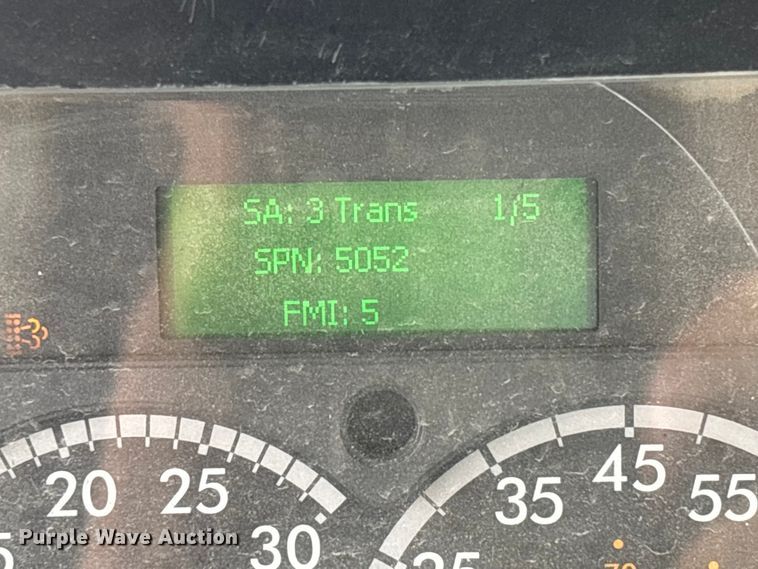 SA: 3 Trans 1/5
SPN: 5052
FMI: 5
20 25 30
35 45 55
Purple Wave Auction